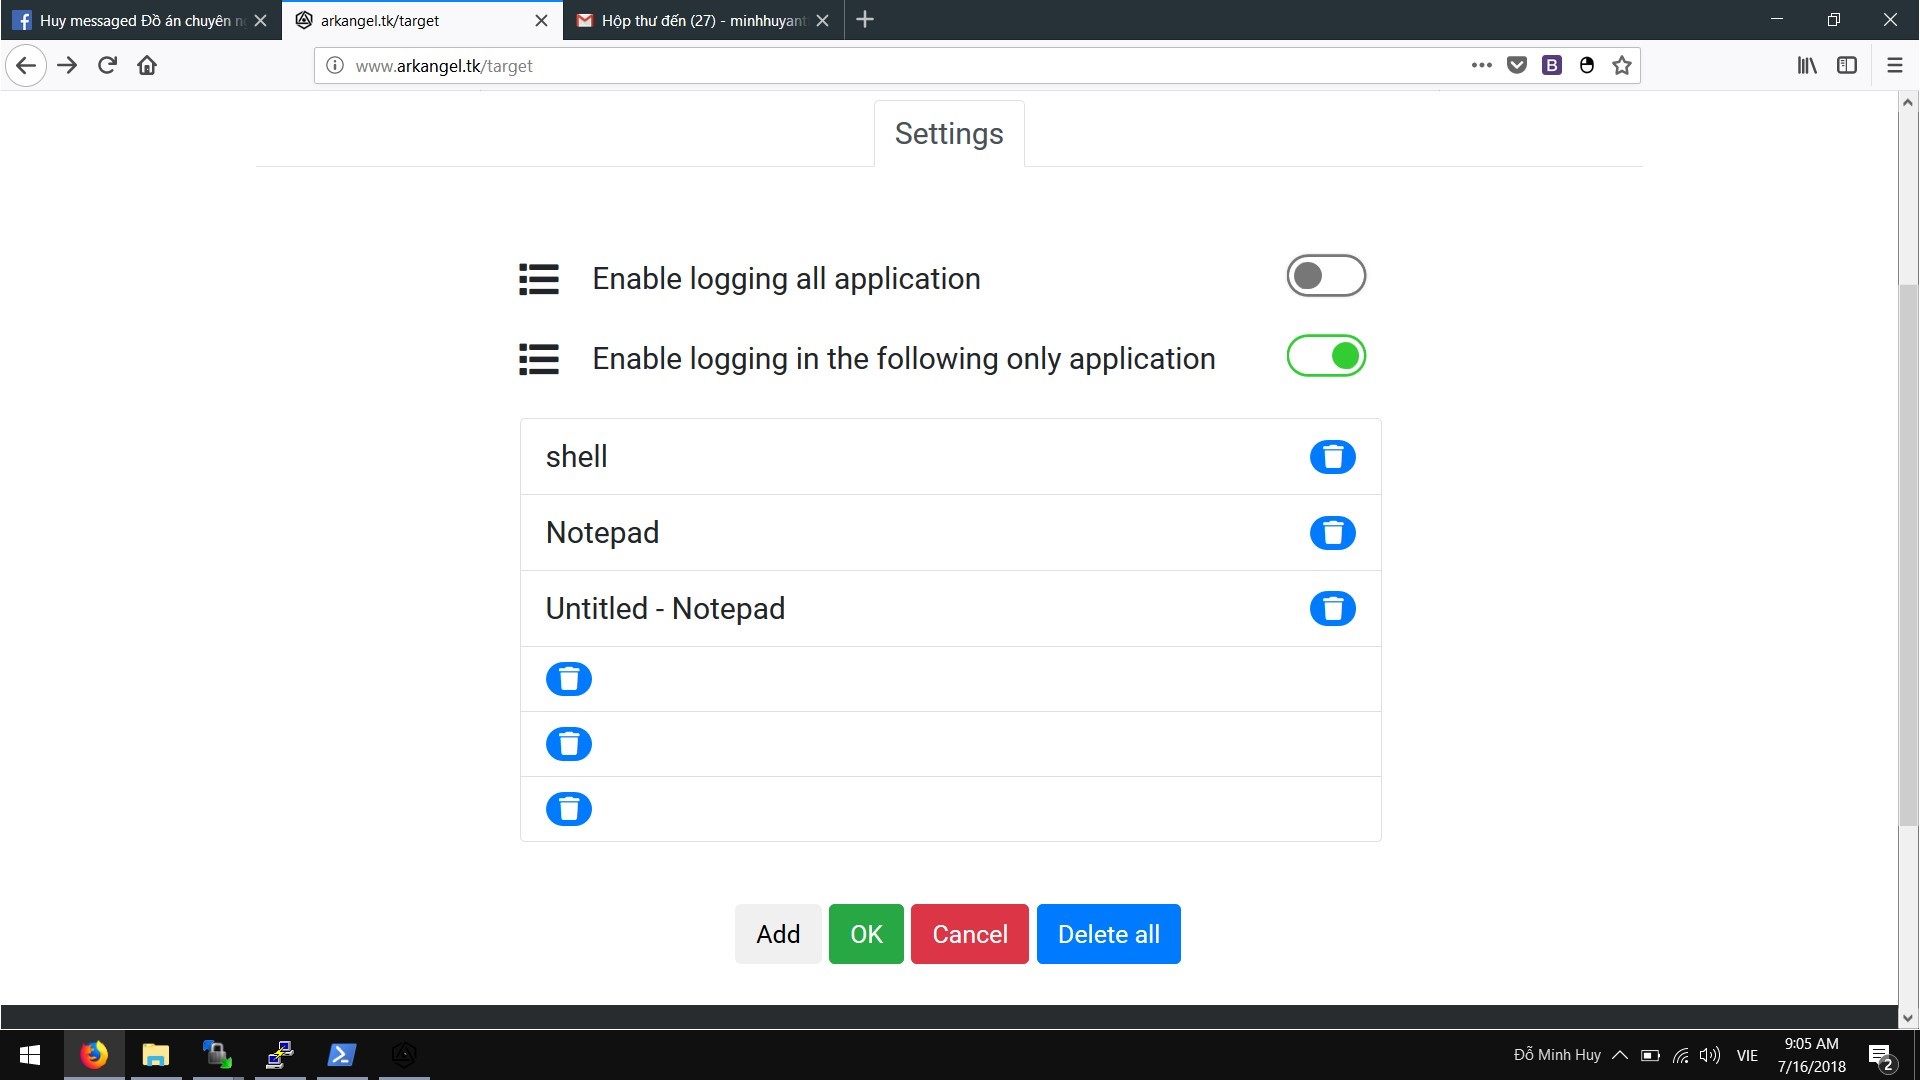 Huy messaged Đồ án chuyên n
arkangel.tk/target
Hộp thư đến (27) - minhhuyant
www.arkangel.tk/target
Settings
Enable logging all application
Enable logging in the following only application
shell
Notepad
Untitled - Notepad
Add
OK
Cancel
Delete all
Đỗ Minh Huy
VIE
9:05 AM
7/16/2018
2